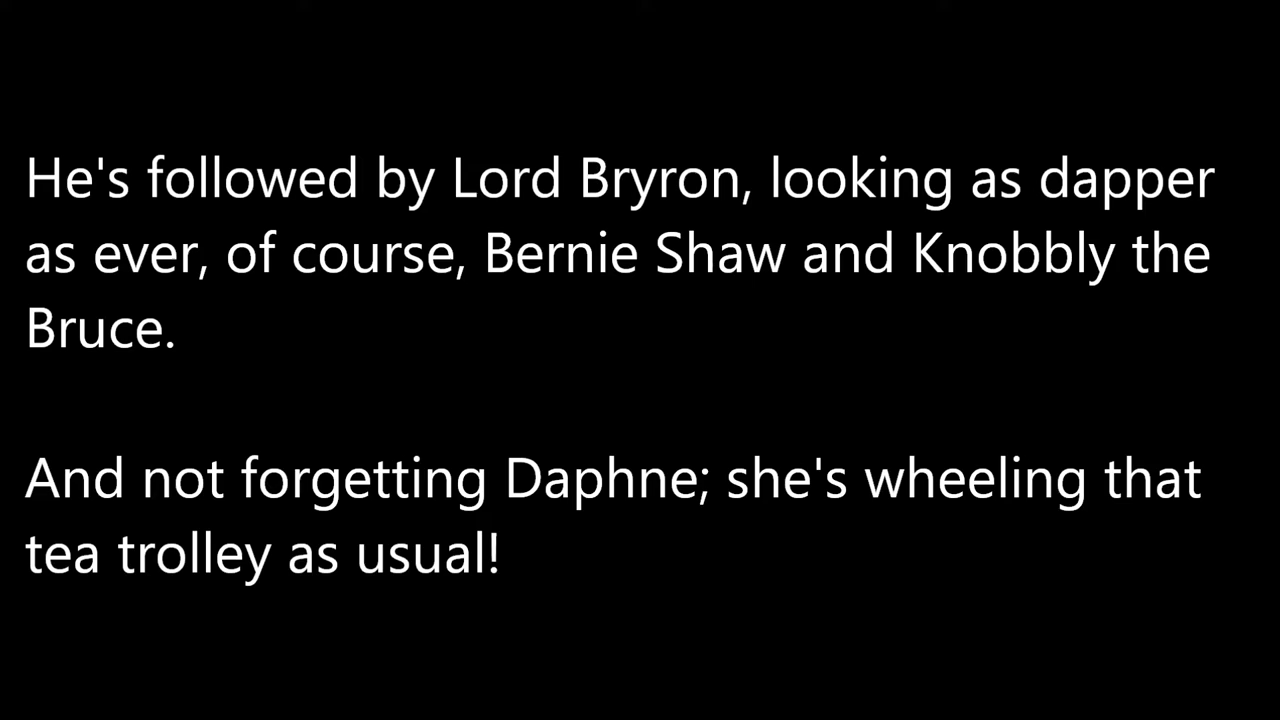 He's followed by Lord Bryron, looking as dapper
as ever, of course, Bernie Shaw and Knobbly the
Bruce.
And not forgetting Daphne; she's wheeling that
tea trolley as usual!